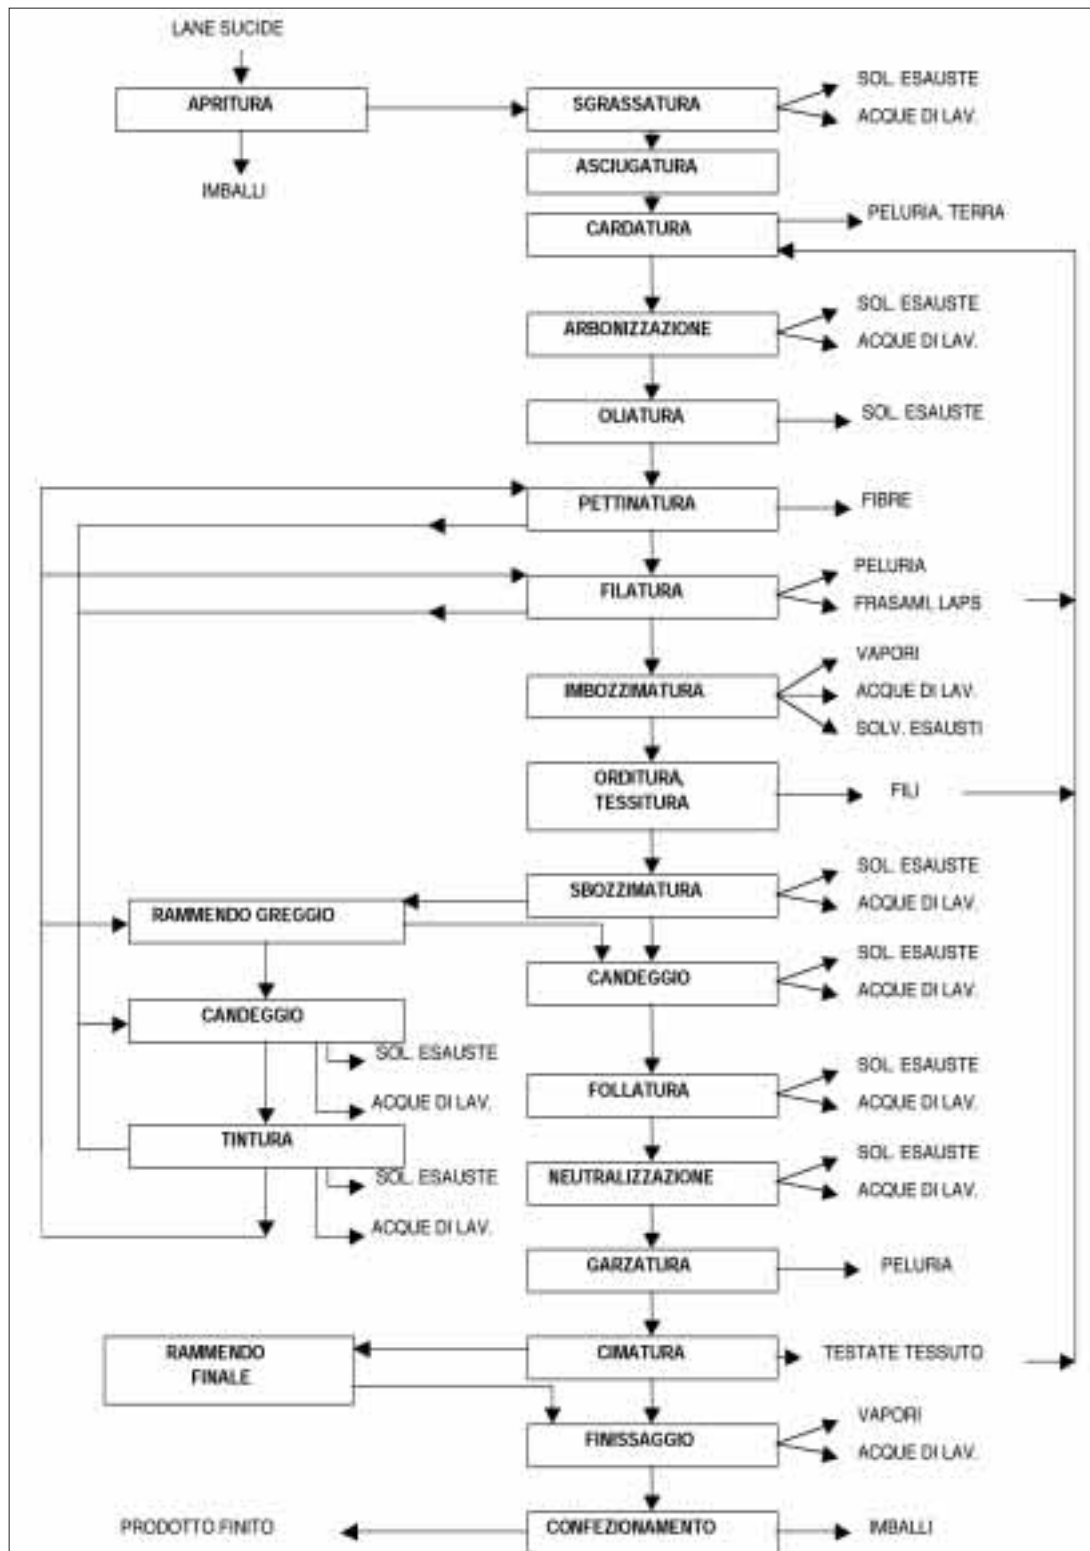 LANE SUCIDE
APRITURA
IMBALLI
SGRASSATURA
SOL. ESAUSTE
ACQUE DI LAV.
ASCIUGATURA
CARDATURA
PELURIA, TERRA
ARBONIZZAZIONE
SOL. ESAUSTE
ACQUE DI LAV.
OLIATURA
SOL. ESAUSTE
PETTINATURA
FIBRE
FILATURA
PELURIA
FRASAMI, LAPS
IMBOZZIMATURA
VAPORI
ACQUE DI LAV.
SOLV. ESAUSTI
ORDITURA,
TESSITURA
FILI
SBOZZIMATURA
SOL. ESAUSTE
ACQUE DI LAV.
RAMMENDO GREGGIO
CANDEGGIO
SOL. ESAUSTE
ACQUE DI LAV.
CANDEGGIO
SOL. ESAUSTE
ACQUE DI LAV.
FOLLATURA
SOL. ESAUSTE
ACQUE DI LAV.
TINTURA
SOL. ESAUSTE
ACQUE DI LAV.
NEUTRALIZZAZIONE
SOL. ESAUSTE
ACQUE DI LAV.
GARZATURA
PELURIA
RAMMENDO
FINALE
CIMATURA
TESTATE TESSUTO
FINISSAGGIO
VAPORI
ACQUE DI LAV.
PRODOTTO FINITO
CONFEZIONAMENTO
IMBALLI